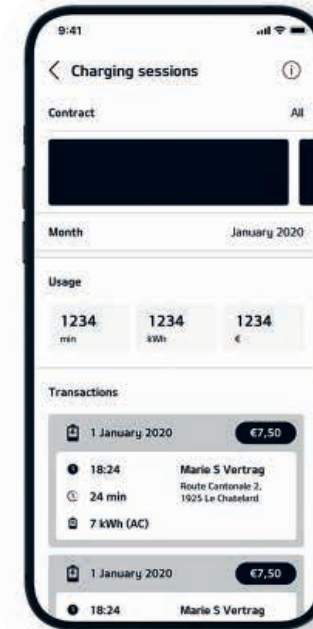 9:41
Charging sessions
Contract All
Month January 2020
Usage
1234 1234 1234
min kWh €
Transactions
1 January 2020 €7,50
18:24 Marie S Vertrag
Route Cantonale 2,
24 min 1925 Le Chatelard
7 kWh (AC)
1 January 2020 €7,50
18:24 Marie S Vertrag